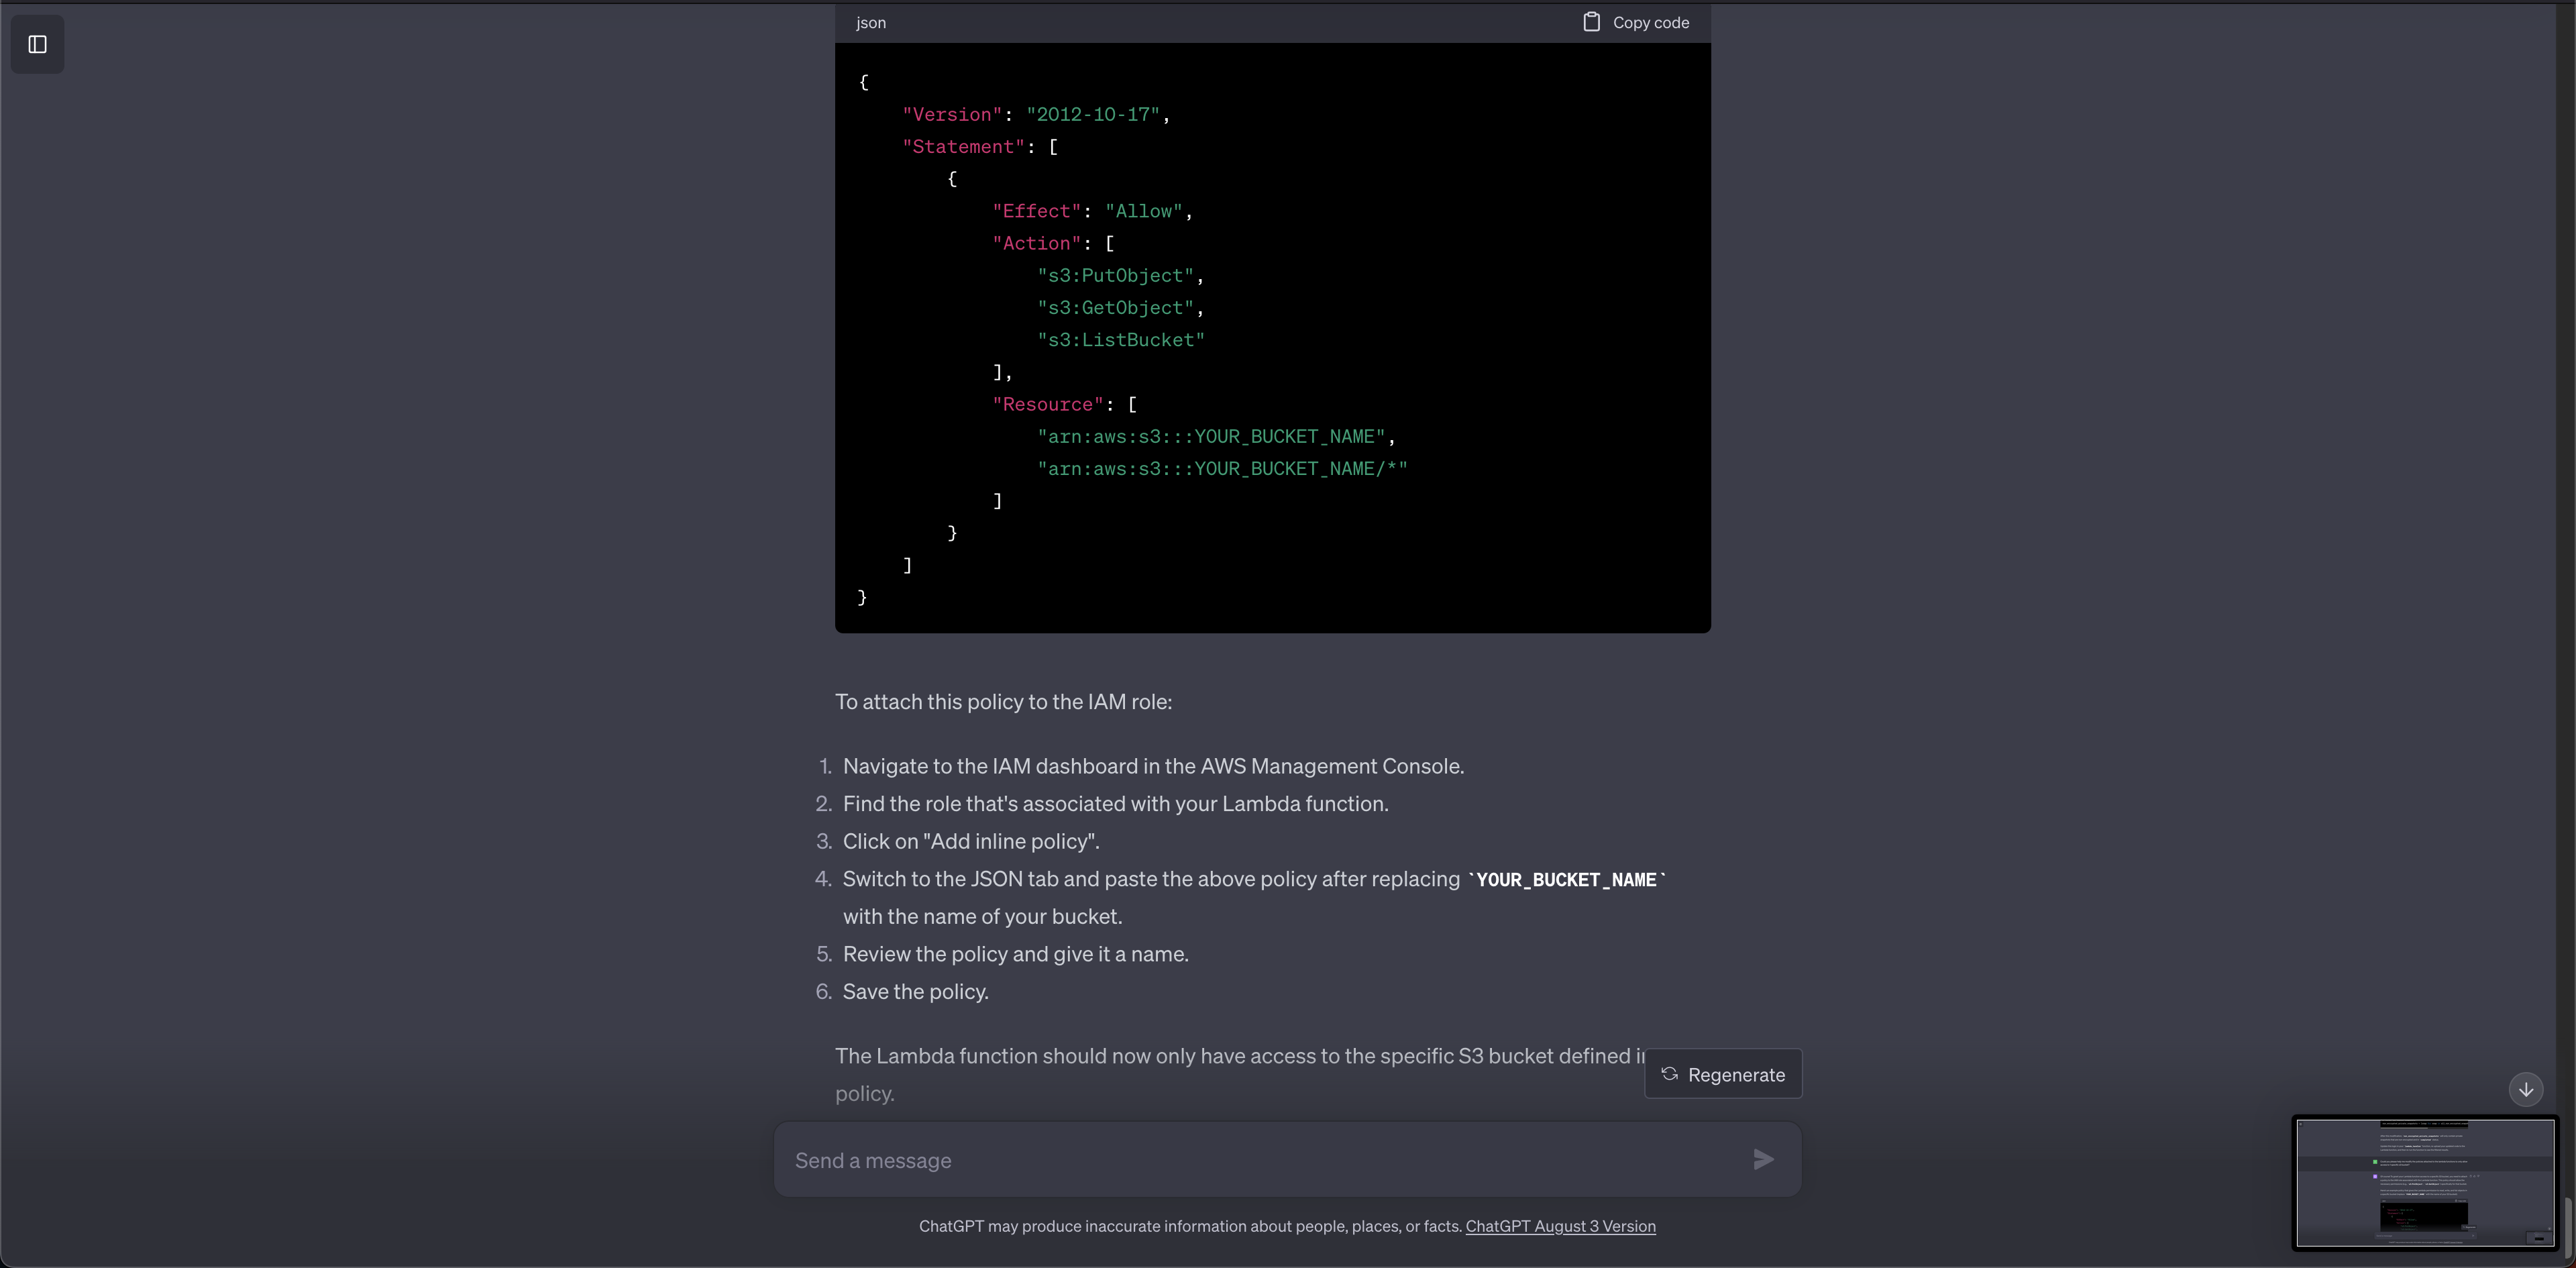 json
Copy code
{
"Version": "2012-10-17",
"Statement": [
{
"Effect": "Allow",
"Action": [
"s3:PutObject",
"s3:GetObject",
"s3:ListBucket"
],
"Resource": [
"arn:aws:s3:::YOUR_BUCKET_NAME",
"arn:aws:s3:::YOUR_BUCKET_NAME/*"
]
}
]
}
To attach this policy to the IAM role:
1. Navigate to the IAM dashboard in the AWS Management Console.
2. Find the role that's associated with your Lambda function.
3. Click on "Add inline policy".
4. Switch to the JSON tab and paste the above policy after replacing `YOUR_BUCKET_NAME`
with the name of your bucket.
5. Review the policy and give it a name.
6. Save the policy.
The Lambda function should now only have access to the specific S3 bucket defined
policy.
Regenerate
Send a message
ChatGPT may produce inaccurate information about people, places, or facts. ChatGPT August 3 Version